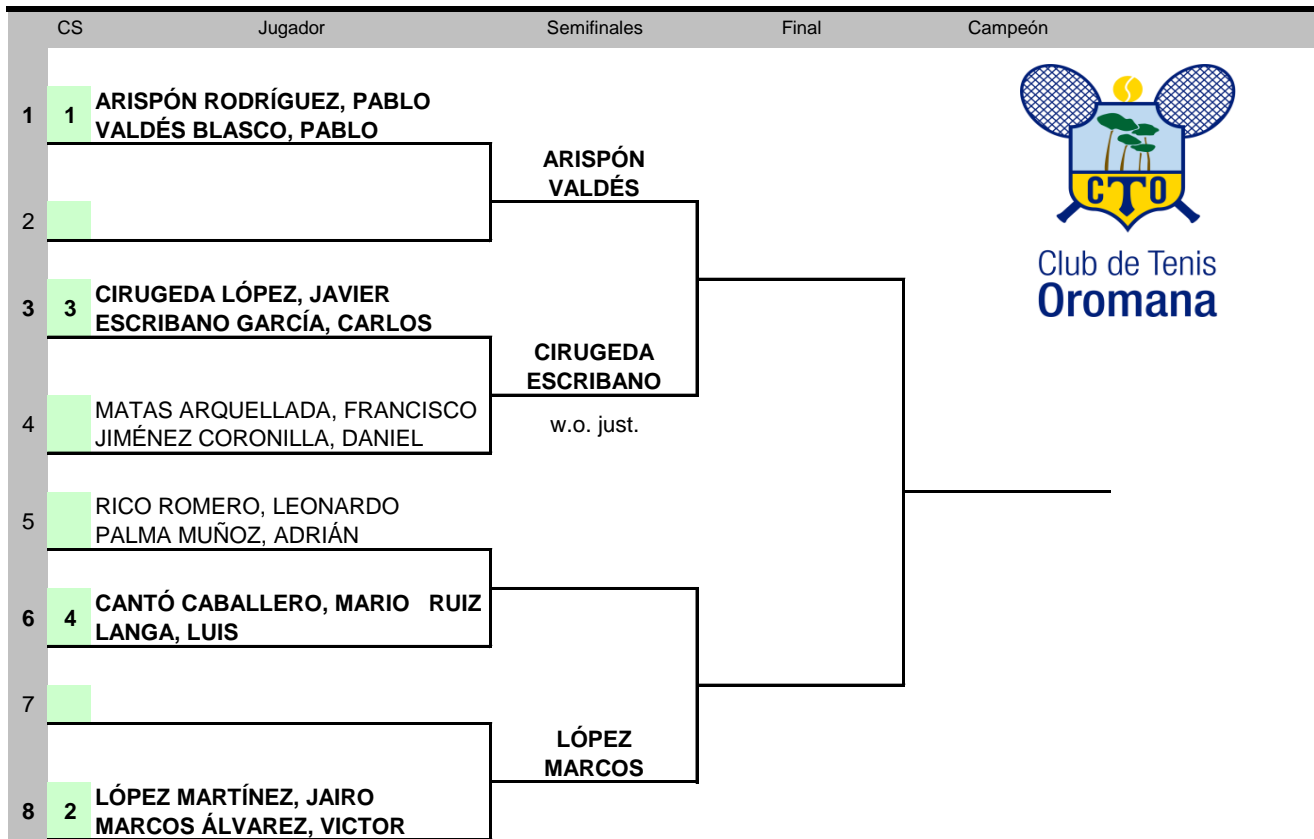 CS Jugador Semifinales Final Campeón
1 1 ARISPÓN RODRÍGUEZ, PABLO
VALDÉS BLASCO, PABLO
ARISPÓN
VALDÉS
2
CTO
Club de Tenis
Oromana
3 3 CIRUGEDA LÓPEZ, JAVIER
ESCRIBANO GARCÍA, CARLOS
CIRUGEDA
ESCRIBANO
4 MATAS ARQUELLADA, FRANCISCO
JIMÉNEZ CORONILLA, DANIEL
w.o. just.
5 RICO ROMERO, LEONARDO
PALMA MUÑOZ, ADRIÁN
6 4 CANTÓ CABALLERO, MARIO RUIZ
LANGA, LUIS
7
LÓPEZ
MARCOS
8 2 LÓPEZ MARTÍNEZ, JAIRO
MARCOS ÁLVAREZ, VICTOR